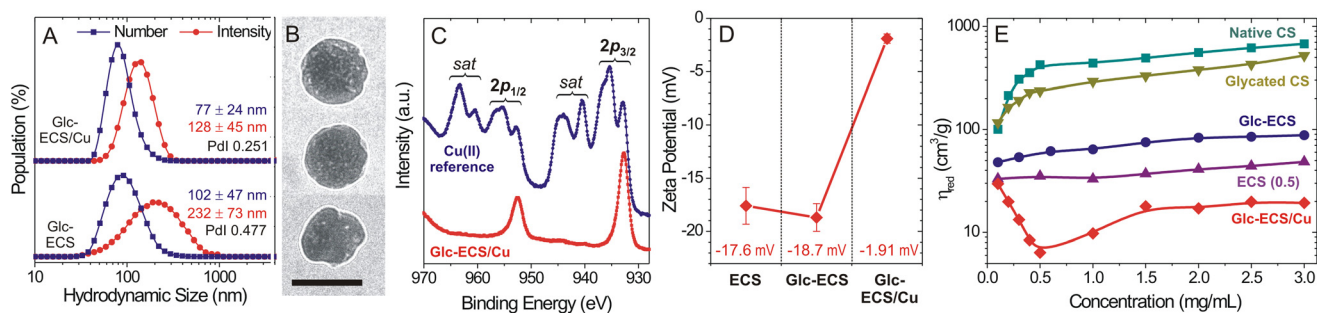 A
Number
Intensity
Glc-
ECS/Cu
77 ± 24 nm
128 ± 45 nm
PdI 0.251
Glc-
ECS
102 ± 47 nm
232 ± 73 nm
PdI 0.477
Population (%)
10 100 1000
Hydrodynamic Size (nm)
B
C
sat
2p1/2
sat
2p3/2
Cu(II)
reference
Glc-ECS/Cu
Intensity (a.u.)
970 960 950 940 930
Binding Energy (eV)
D
0
-5
-10
-15
-20
Zeta Potential (mV)
-17.6 mV -18.7 mV -1.91 mV
ECS Glc-ECS Glc-
ECS/Cu
E
1000
100
10
ηred (cm³/g)
Native CS
Glycated CS
Glc-ECS
ECS (0.5)
Glc-ECS/Cu
0.0 0.5 1.0 1.5 2.0 2.5 3.0
Concentration (mg/mL)